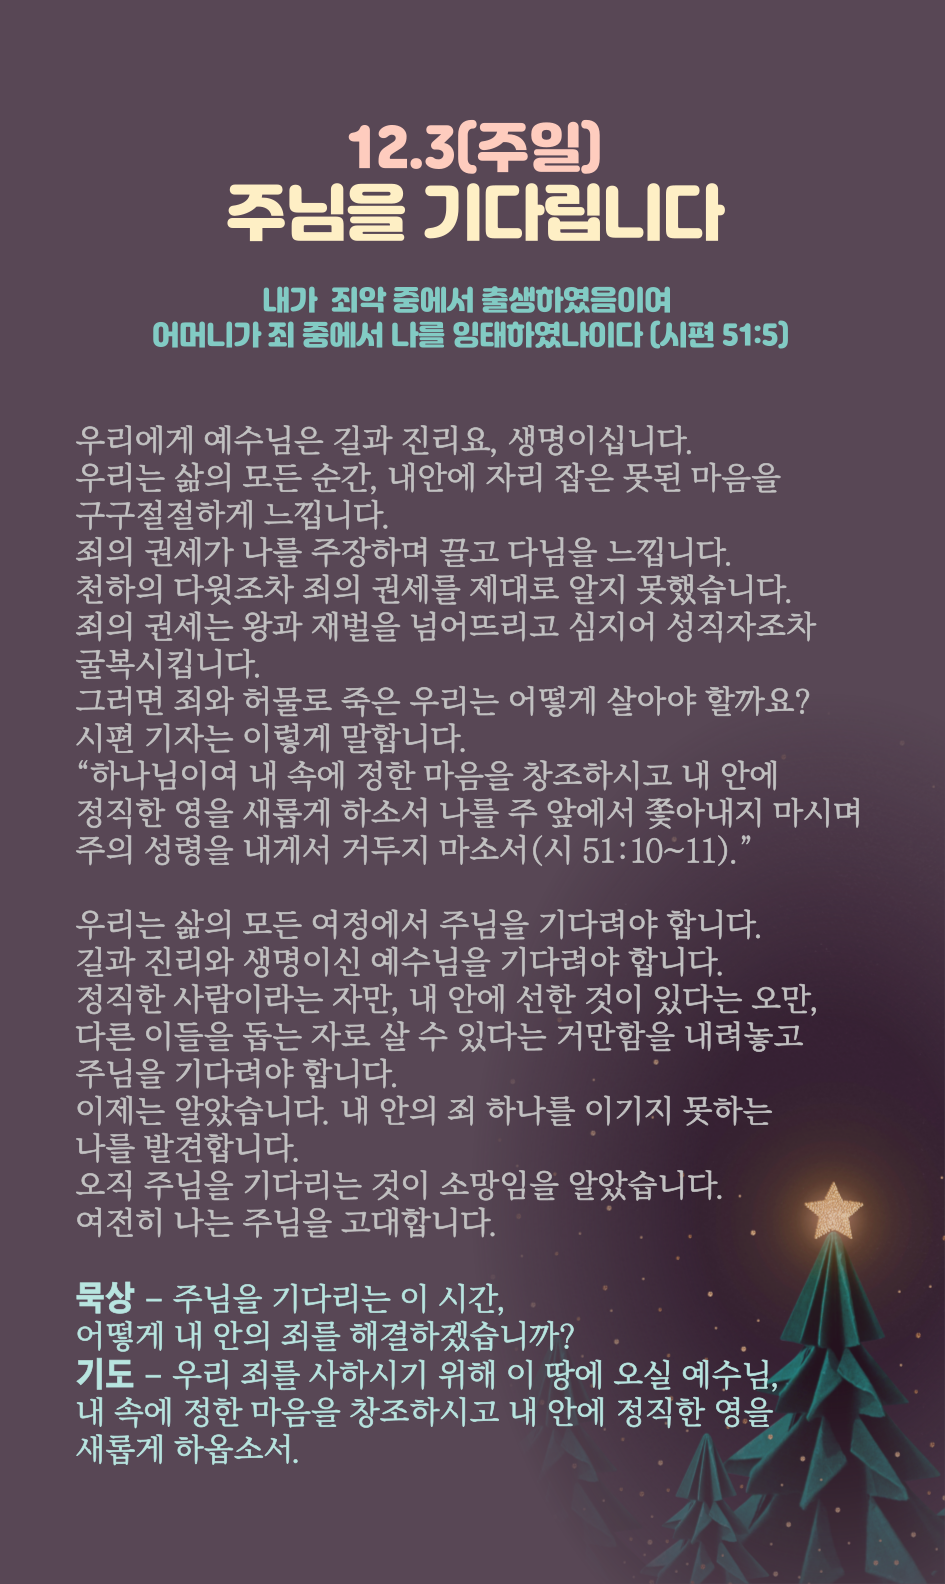 12.3(주일)
주님을 기다립니다
내가 죄악 중에서 출생하였음이여
어머니가 죄 중에서 나를 잉태하였나이다 (시편 51:5)
우리에게 예수님은 길과 진리요, 생명이십니다.
우리는 삶의 모든 순간, 내안에 자리 잡은 못된 마음을
구구절절하게 느낍니다.
죄의 권세가 나를 주장하며 끌고 다님을 느낍니다.
천하의 다윗조차 죄의 권세를 제대로 알지 못했습니다.
죄의 권세는 왕과 재벌을 넘어뜨리고 심지어 성직자조차
굴복시킵니다.
그러면 죄와 허물로 죽은 우리는 어떻게 살아야 할까요?
시편 기자는 이렇게 말합니다.
“하나님이여 내 속에 정한 마음을 창조하시고 내 안에
정직한 영을 새롭게 하소서 나를 주 앞에서 쫓아내지 마시며
주의 성령을 내게서 거두지 마소서(시 51:10~11).”
우리는 삶의 모든 여정에서 주님을 기다려야 합니다.
길과 진리와 생명이신 예수님을 기다려야 합니다.
정직한 사람이라는 자만, 내 안에 선한 것이 있다는 오만,
다른 이들을 돕는 자로 살 수 있다는 거만함을 내려놓고
주님을 기다려야 합니다.
이제는 알았습니다. 내 안의 죄 하나를 이기지 못하는
나를 발견합니다.
오직 주님을 기다리는 것이 소망임을 알았습니다.
여전히 나는 주님을 고대합니다.
묵상 – 주님을 기다리는 이 시간,
어떻게 내 안의 죄를 해결하겠습니까?
기도 – 우리 죄를 사하시기 위해 이 땅에 오실 예수님,
내 속에 정한 마음을 창조하시고 내 안에 정직한 영을
새롭게 하옵소서.